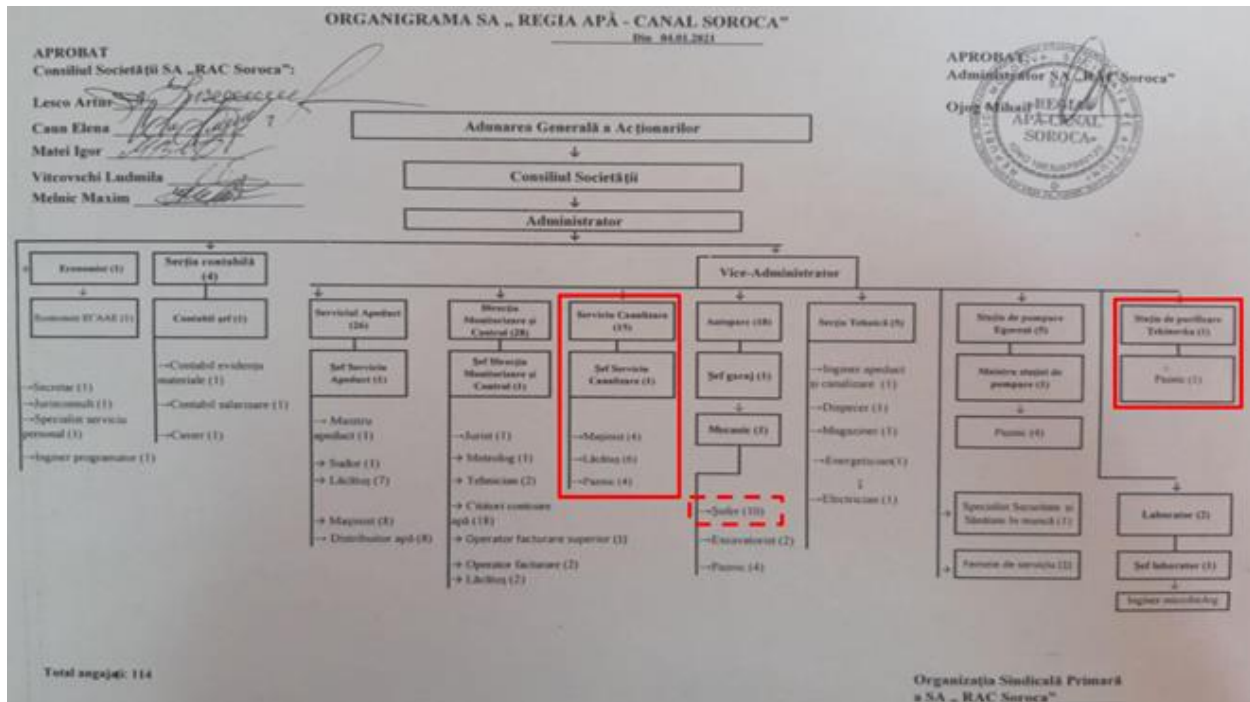 ORGANIGRAMA SA „ REGIA APĂ - CANAL SOROCA”
Din 04.01.2021
APROBAT
Consiliul Societății SA „RAC Soroca”:
Lesco Artur
Caun Elena
Matei Igor
Vitcovschi Ludmila
Melnic Maxim
APROBAT:
Administrator SA „RAC Soroca”
Ojog Mihail
REGIA
APĂ-CANAL
SOROCA
Adunarea Generală a Acționarilor
Consiliul Societății
Administrator
Vice-Administrator
Economist (1)
→Secretar (1)
→Jurisconsult (1)
→Specialist serviciu
personal (1)
→Inginer programator (1)
Secția contabilă
(4)
Contabil șef (1)
→Contabil evidența
materiale (1)
→Contabil salarizare (1)
→Casier (1)
Serviciul Apeduct
(26)
Șef Serviciu
Apeduct (1)
→ Maistru
apeduct (1)
→ Sudor (1)
→ Lăcătuș (7)
→ Mașinist (8)
→ Distribuitor apă (8)
Direcția
Monitorizare și
Control (28)
Șef Direcția
Monitorizare și
Control (1)
→Jurist (1)
→ Metrolog (1)
→ Tehnician (2)
→ Cititori contoare
apă (18)
→ Operator facturare superior (1)
→ Operator facturare (2)
→ Lăcătuș (2)
Serviciu Canalizare
(15)
Șef Serviciu
Canalizare (1)
→Mașinist (4)
→Lăcătuș (6)
→ Paznic (4)
Autoparc (18)
Șef garaj (1)
Mecanic (1)
→Șofer (10)
→Excavatorist (2)
→Paznic (4)
Secția Tehnică (5)
→Inginer apeduct
și canalizare (1)
→Dispecer (1)
→Magaziner (1)
→Energetician(1)
→Electrician (1)
Stația de pompare
Egoreni (5)
Ministru stației de
pompare (1)
Paznic (4)
Specialist Securitate și
Sănătate în muncă (1)
Femeie de serviciu (2)
Stația de purificare
Tekinovka (1)
Paznic (1)
Laborator (2)
Șef laborator (1)
Inginer microbiolog
Total angajați: 114
Organizația Sindicală Primară
a SA „ RAC Soroca”